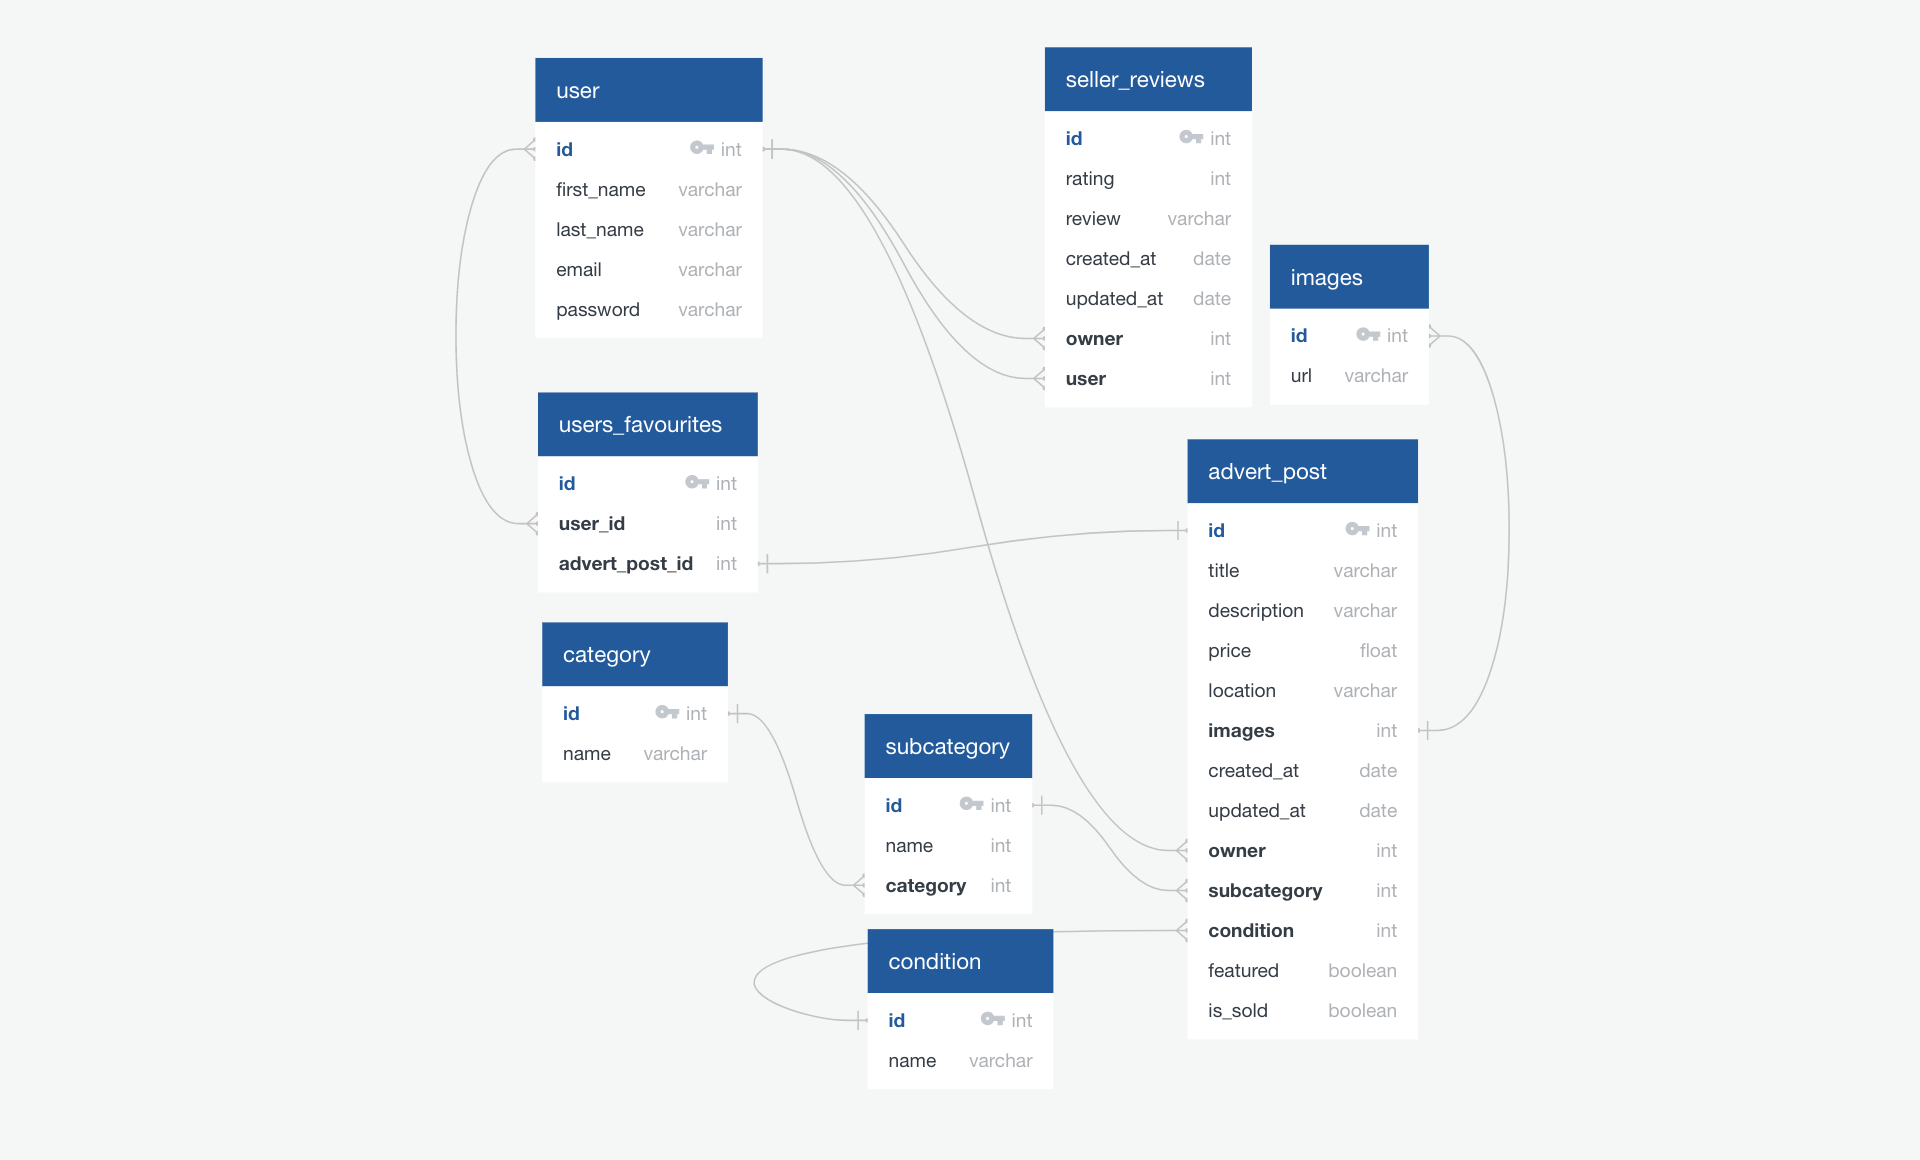 user
id int
first_name varchar
last_name varchar
email varchar
password varchar
seller_reviews
id int
rating int
review varchar
created_at date
updated_at date
owner int
user int
images
id int
url varchar
users_favourites
id int
user_id int
advert_post_id int
advert_post
id int
title varchar
description varchar
price float
location varchar
images int
created_at date
updated_at date
owner int
subcategory int
condition int
featured boolean
is_sold boolean
category
id int
name varchar
subcategory
id int
name int
category int
condition
id int
name varchar